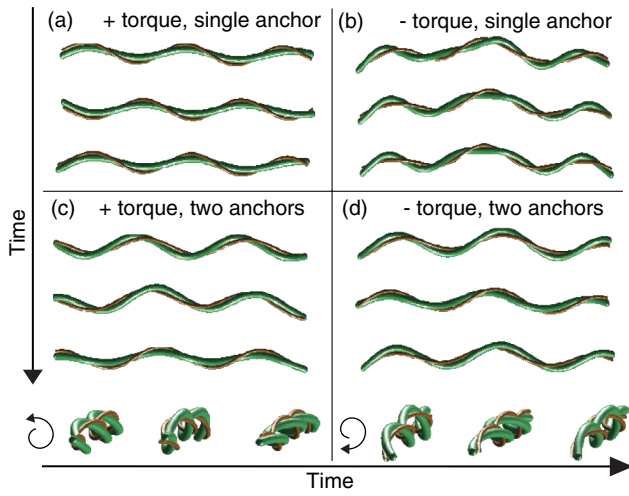 (a) + torque, single anchor
(b) - torque, single anchor
(c) + torque, two anchors
(d) - torque, two anchors
Time
Time